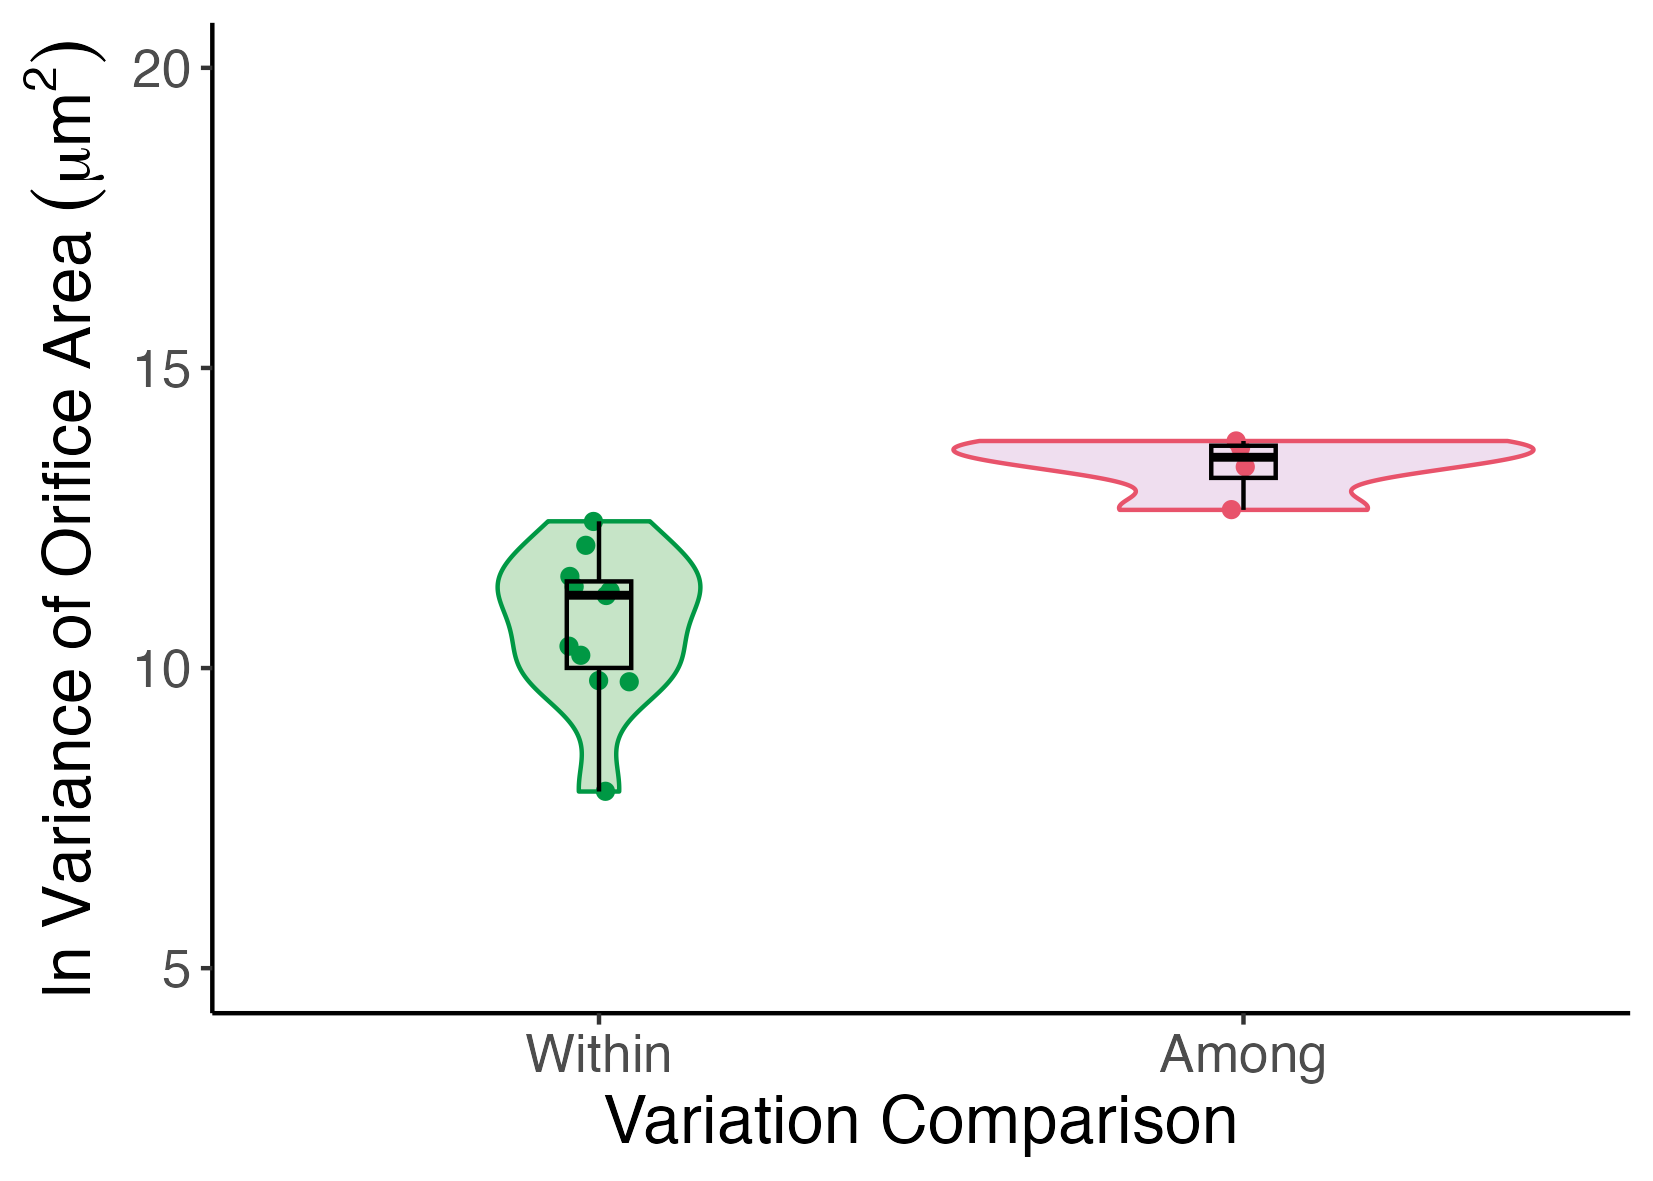 ln Variance of Orifice Area (μm²)
20
15
10
5
Within Among
Variation Comparison